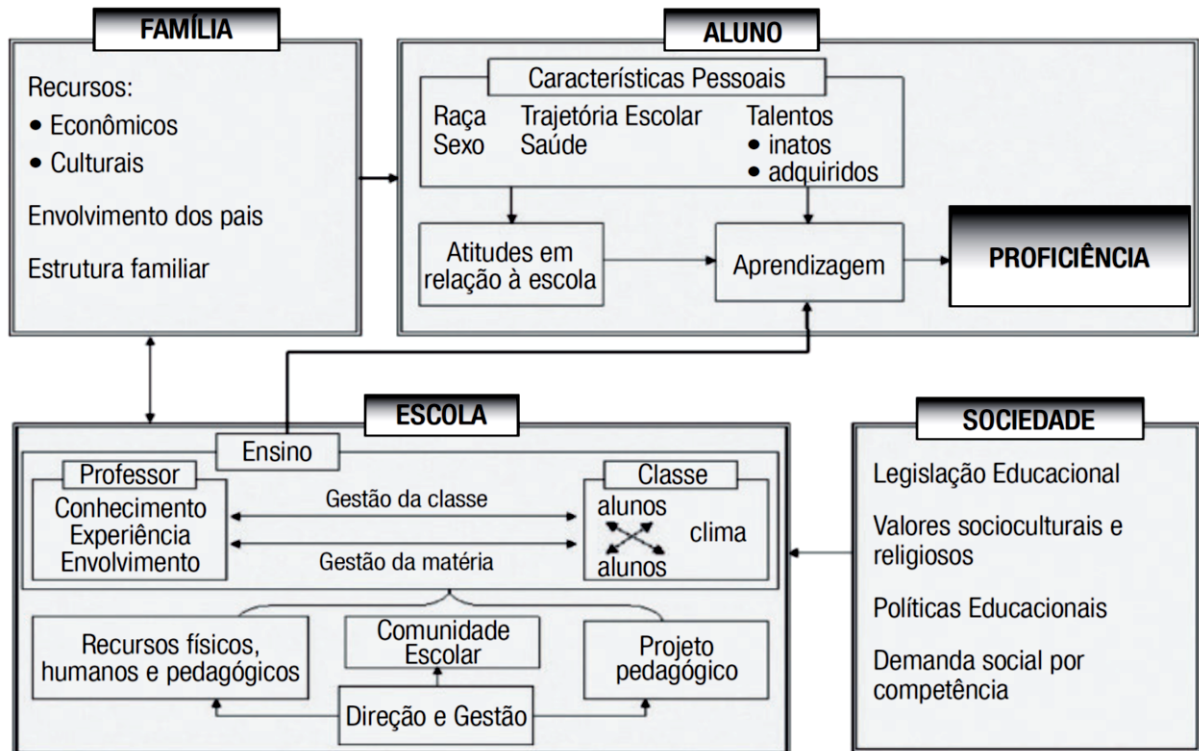 FAMÍLIA
Recursos:
• Econômicos
• Culturais
Envolvimento dos pais
Estrutura familiar
ALUNO
Características Pessoais
Raça Trajetória Escolar Talentos
Sexo Saúde • inatos
• adquiridos
Atitudes em
relação à escola
Aprendizagem
PROFICIÊNCIA
ESCOLA
Ensino
Professor
Conhecimento
Experiência
Envolvimento
Gestão da classe
Gestão da matéria
Classe
alunos
clima
alunos
Recursos físicos,
humanos e pedagógicos
Comunidade
Escolar
Projeto
pedagógico
Direção e Gestão
SOCIEDADE
Legislação Educacional
Valores socioculturais e
religiosos
Políticas Educacionais
Demanda social por
competência